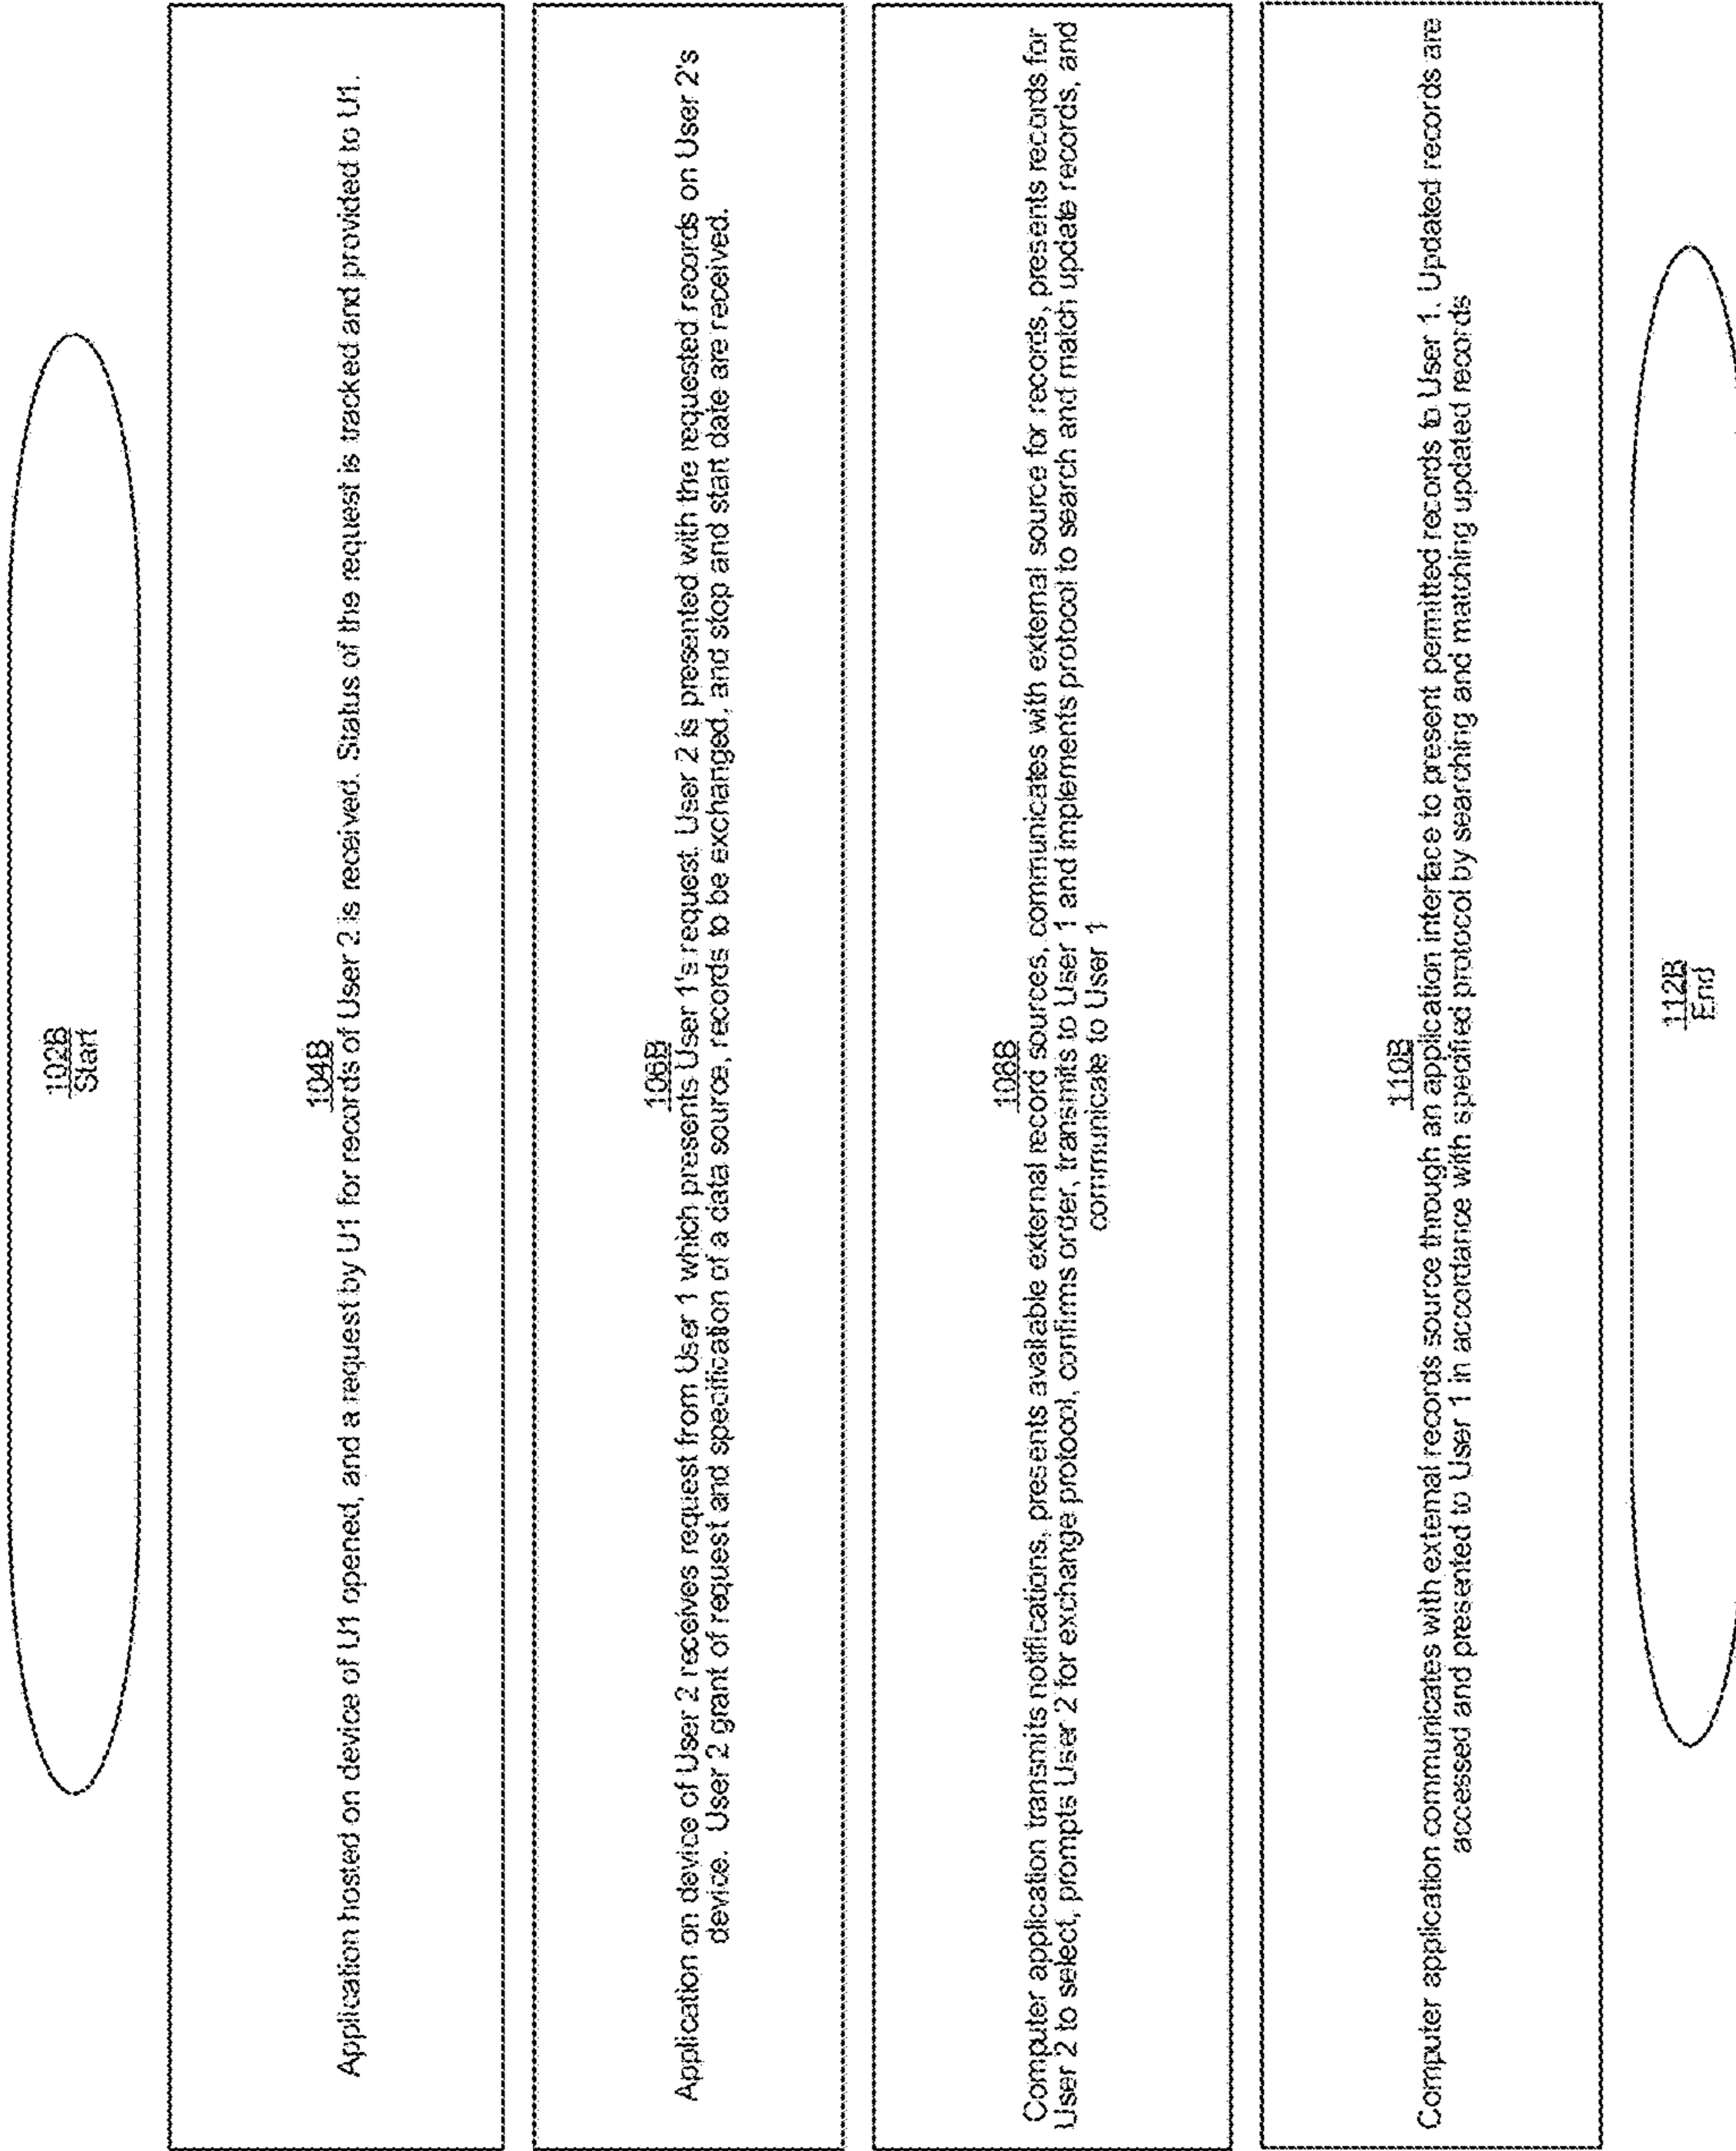 102B
Start
104B
Application hosted on device of U1 opened, and a request by U1 for records of User 2 is received. Status of the request is tracked and provided to U1.
106B
Application on device of User 2 receives request from User 1 which presents User 1's request. User 2 is presented with the requested records on User 2's
device. User 2 grant of request and specification of a data source, records to be exchanged, and stop and start date are received.
108B
Computer application transmits notifications, presents available external record sources, communicates with external source for records, presents records for
User 2 to select, prompts User 2 for exchange protocol, confirms order, transmits to User 1 and implements protocol to search and match update records, and
communicate to User 1
110B
Computer application communicates with external records source through an application interface to present permitted records to User 1. Updated records are
accessed and presented to User 1 in accordance with specified protocol by searching and matching updated records
112B
End